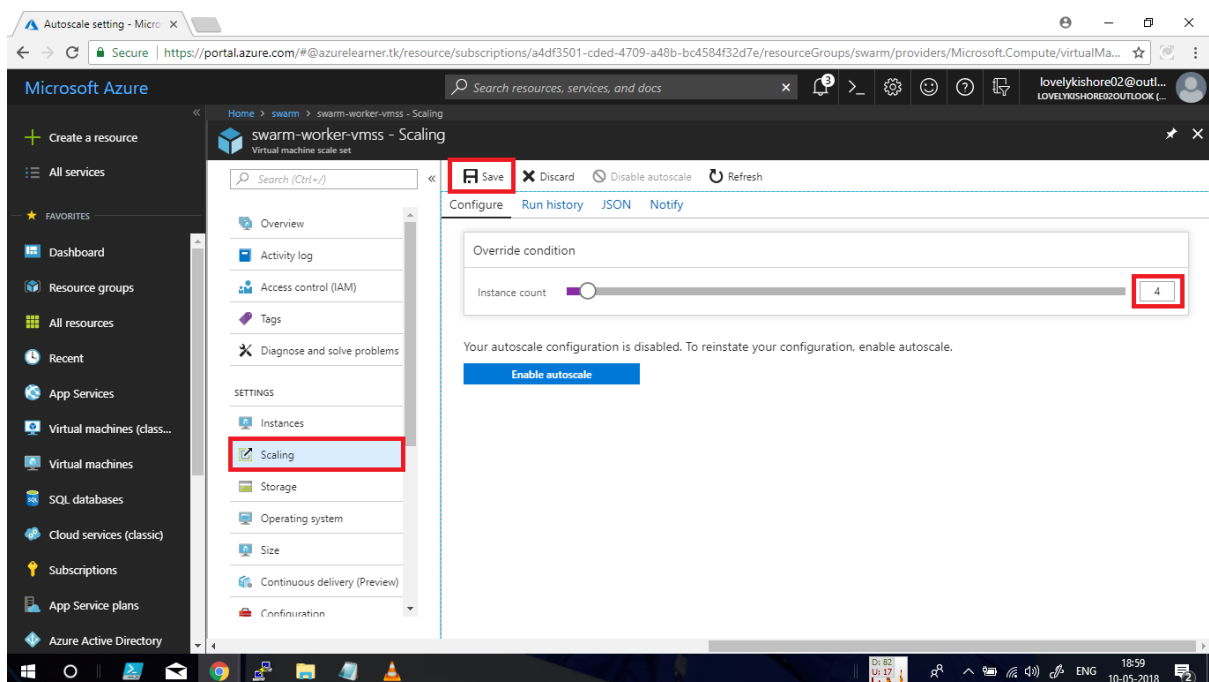 Autoscale setting - Micro
Secure | https://portal.azure.com/#@azurelearner.tk/resource/subscriptions/a4df3501-cded-4709-a48b-bc4584f32d7e/resourceGroups/swarm/providers/Microsoft.Compute/virtualMa...
Microsoft Azure
Search resources, services, and docs
3
lovelykishore02@outl...
LOVELYKISHORE02OUTLOOK (...
Home > swarm > swarm-worker-vmss - Scaling
swarm-worker-vmss - Scaling
Virtual machine scale set
Create a resource
All services
FAVORITES
Dashboard
Resource groups
All resources
Recent
App Services
Virtual machines (class...
Virtual machines
SQL databases
Cloud services (classic)
Subscriptions
App Service plans
Azure Active Directory
Search (Ctrl+/)
Overview
Activity log
Access control (IAM)
Tags
Diagnose and solve problems
SETTINGS
Instances
Scaling
Storage
Operating system
Size
Continuous delivery (Preview)
Configuration
Save Discard Disable autoscale Refresh
Configure Run history JSON Notify
Override condition
Instance count 4
Your autoscale configuration is disabled. To reinstate your configuration, enable autoscale.
Enable autoscale
D: 82
U: 17
ENG
18:59
10-05-2018
2